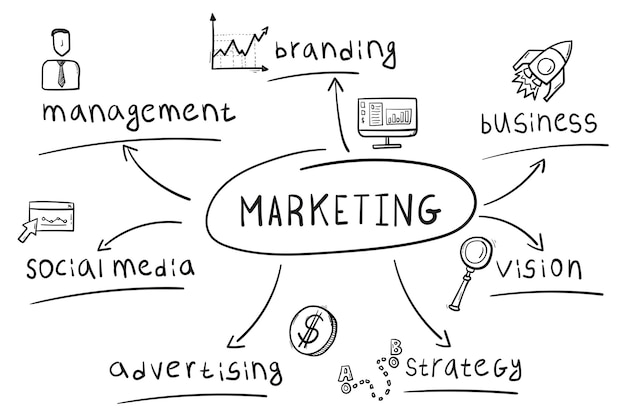 branding
management
business
MARKETING
social media
vision
$
advertising
B
strategy
A